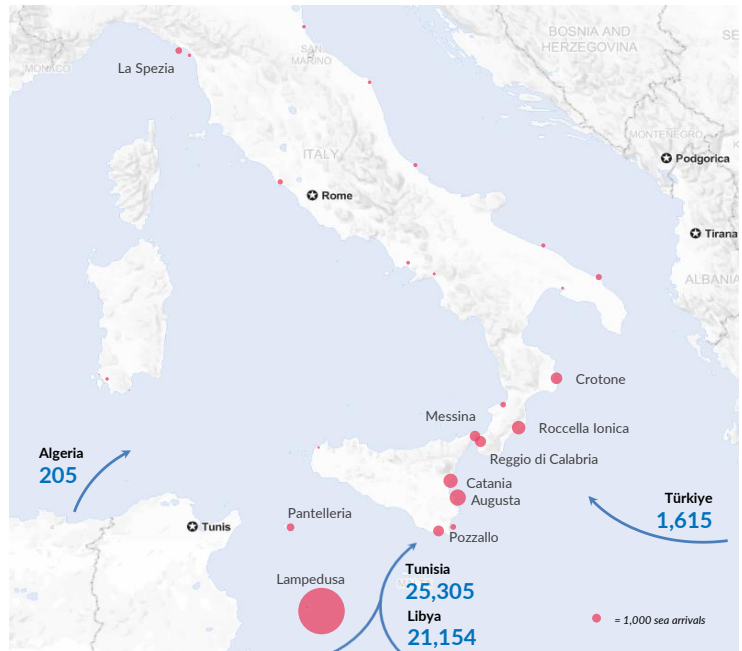 BOSNIA AND
HERZEGOVINA
SE
SAN
MARINO
MONACO
La Spezia
MONTENEGRO
K
Podgorica
ITALY
Rome
Tirana
ALBANIA
Crotone
Messina
Roccella Ionica
Reggio di Calabria
Algeria
205
Catania
Augusta
Türkiye
1,615
Pantelleria
Tunis
Pozzallo
Lampedusa
Tunisia
25,305
Libya
21,154
= 1,000 sea arrivals